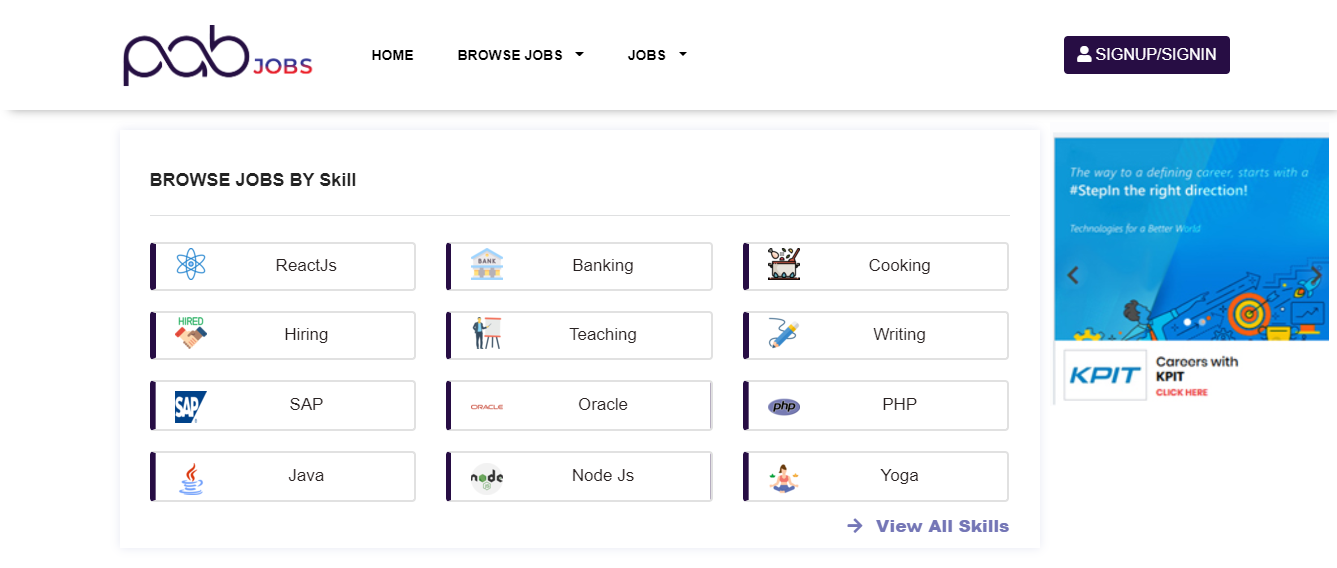 pab JOBS
HOME
BROWSE JOBS
JOBS
SIGNUP/SIGNIN
BROWSE JOBS BY Skill
ReactJs
BANK
Banking
Cooking
HIRED
Hiring
Teaching
Writing
SAP
SAP
ORACLE
Oracle
php
PHP
Java
node
JS
Node Js
Yoga
View All Skills
The way to a defining career, starts with a
#StepIn the right direction!
Technologies for a Better World
KPIT
Careers with
KPIT
CLICK HERE